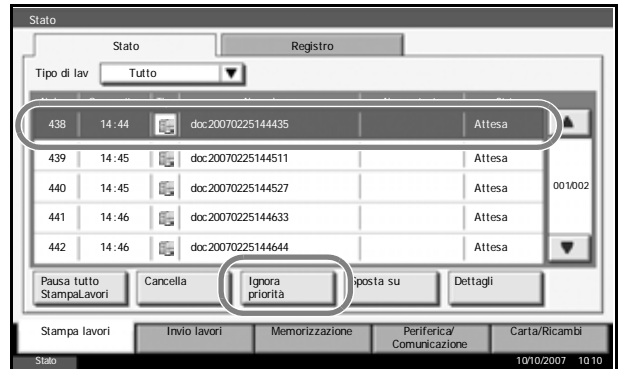 Stato
Stato Registro
Tipo di lav Tutto
438 14:44 doc20070225144435 Attesa
439 14:45 doc20070225144511 Attesa
440 14:45 doc20070225144527 Attesa
441 14:46 doc20070225144633 Attesa
442 14:46 doc20070225144644 Attesa
001/002
Pausa tutto
StampaLavori
Cancella
Ignora
priorità
Sposta su
Dettagli
Stampa lavori
Invio lavori
Memorizzazione
Periferica/
Comunicazione
Carta/Ricambi
Stato 10/10/2007 10:10